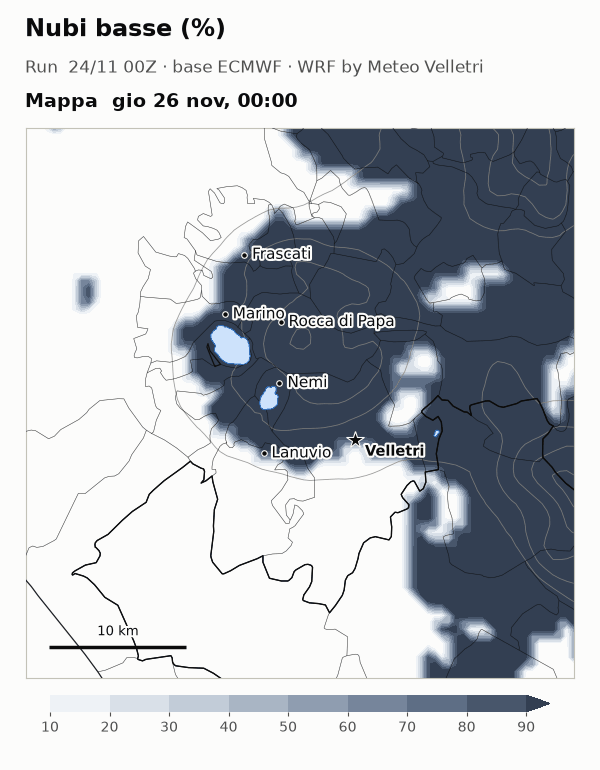 Nubi basse (%)
Run 24/11 00Z · base ECMWF · WRF by Meteo Velletri
Mappa gio 26 nov, 00:00
Frascati
Marino
Rocca di Papa
Nemi
Lanuvio
Velletri
10 km
10 20 30 40 50 60 70 80 90